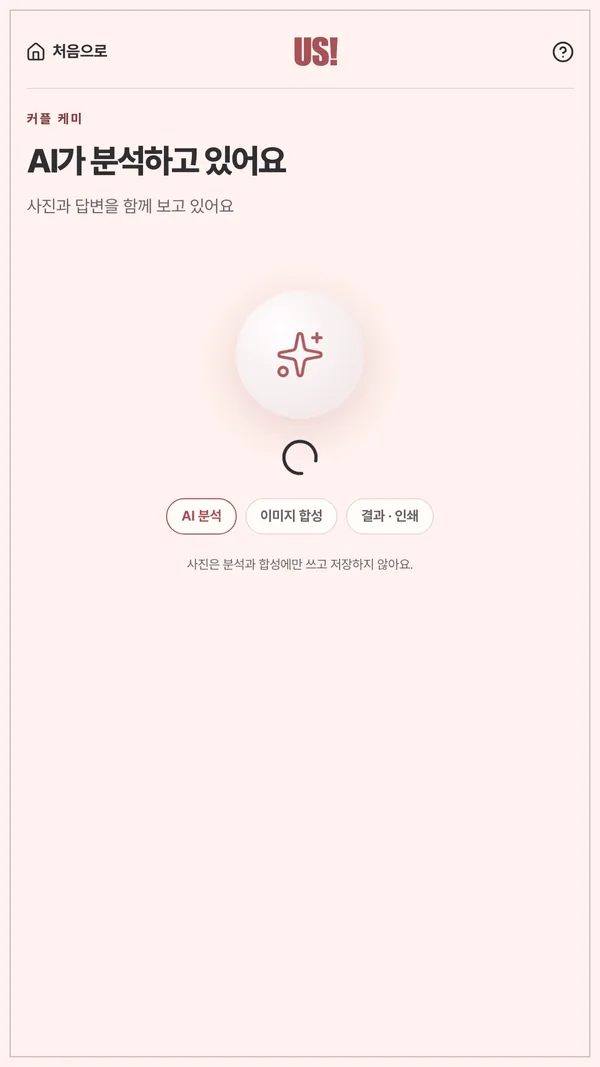 처음으로
US!
커플 케미
AI가 분석하고 있어요
사진과 답변을 함께 보고 있어요
AI 분석
이미지 합성
결과 · 인쇄
사진은 분석과 합성에만 쓰고 저장하지 않아요.